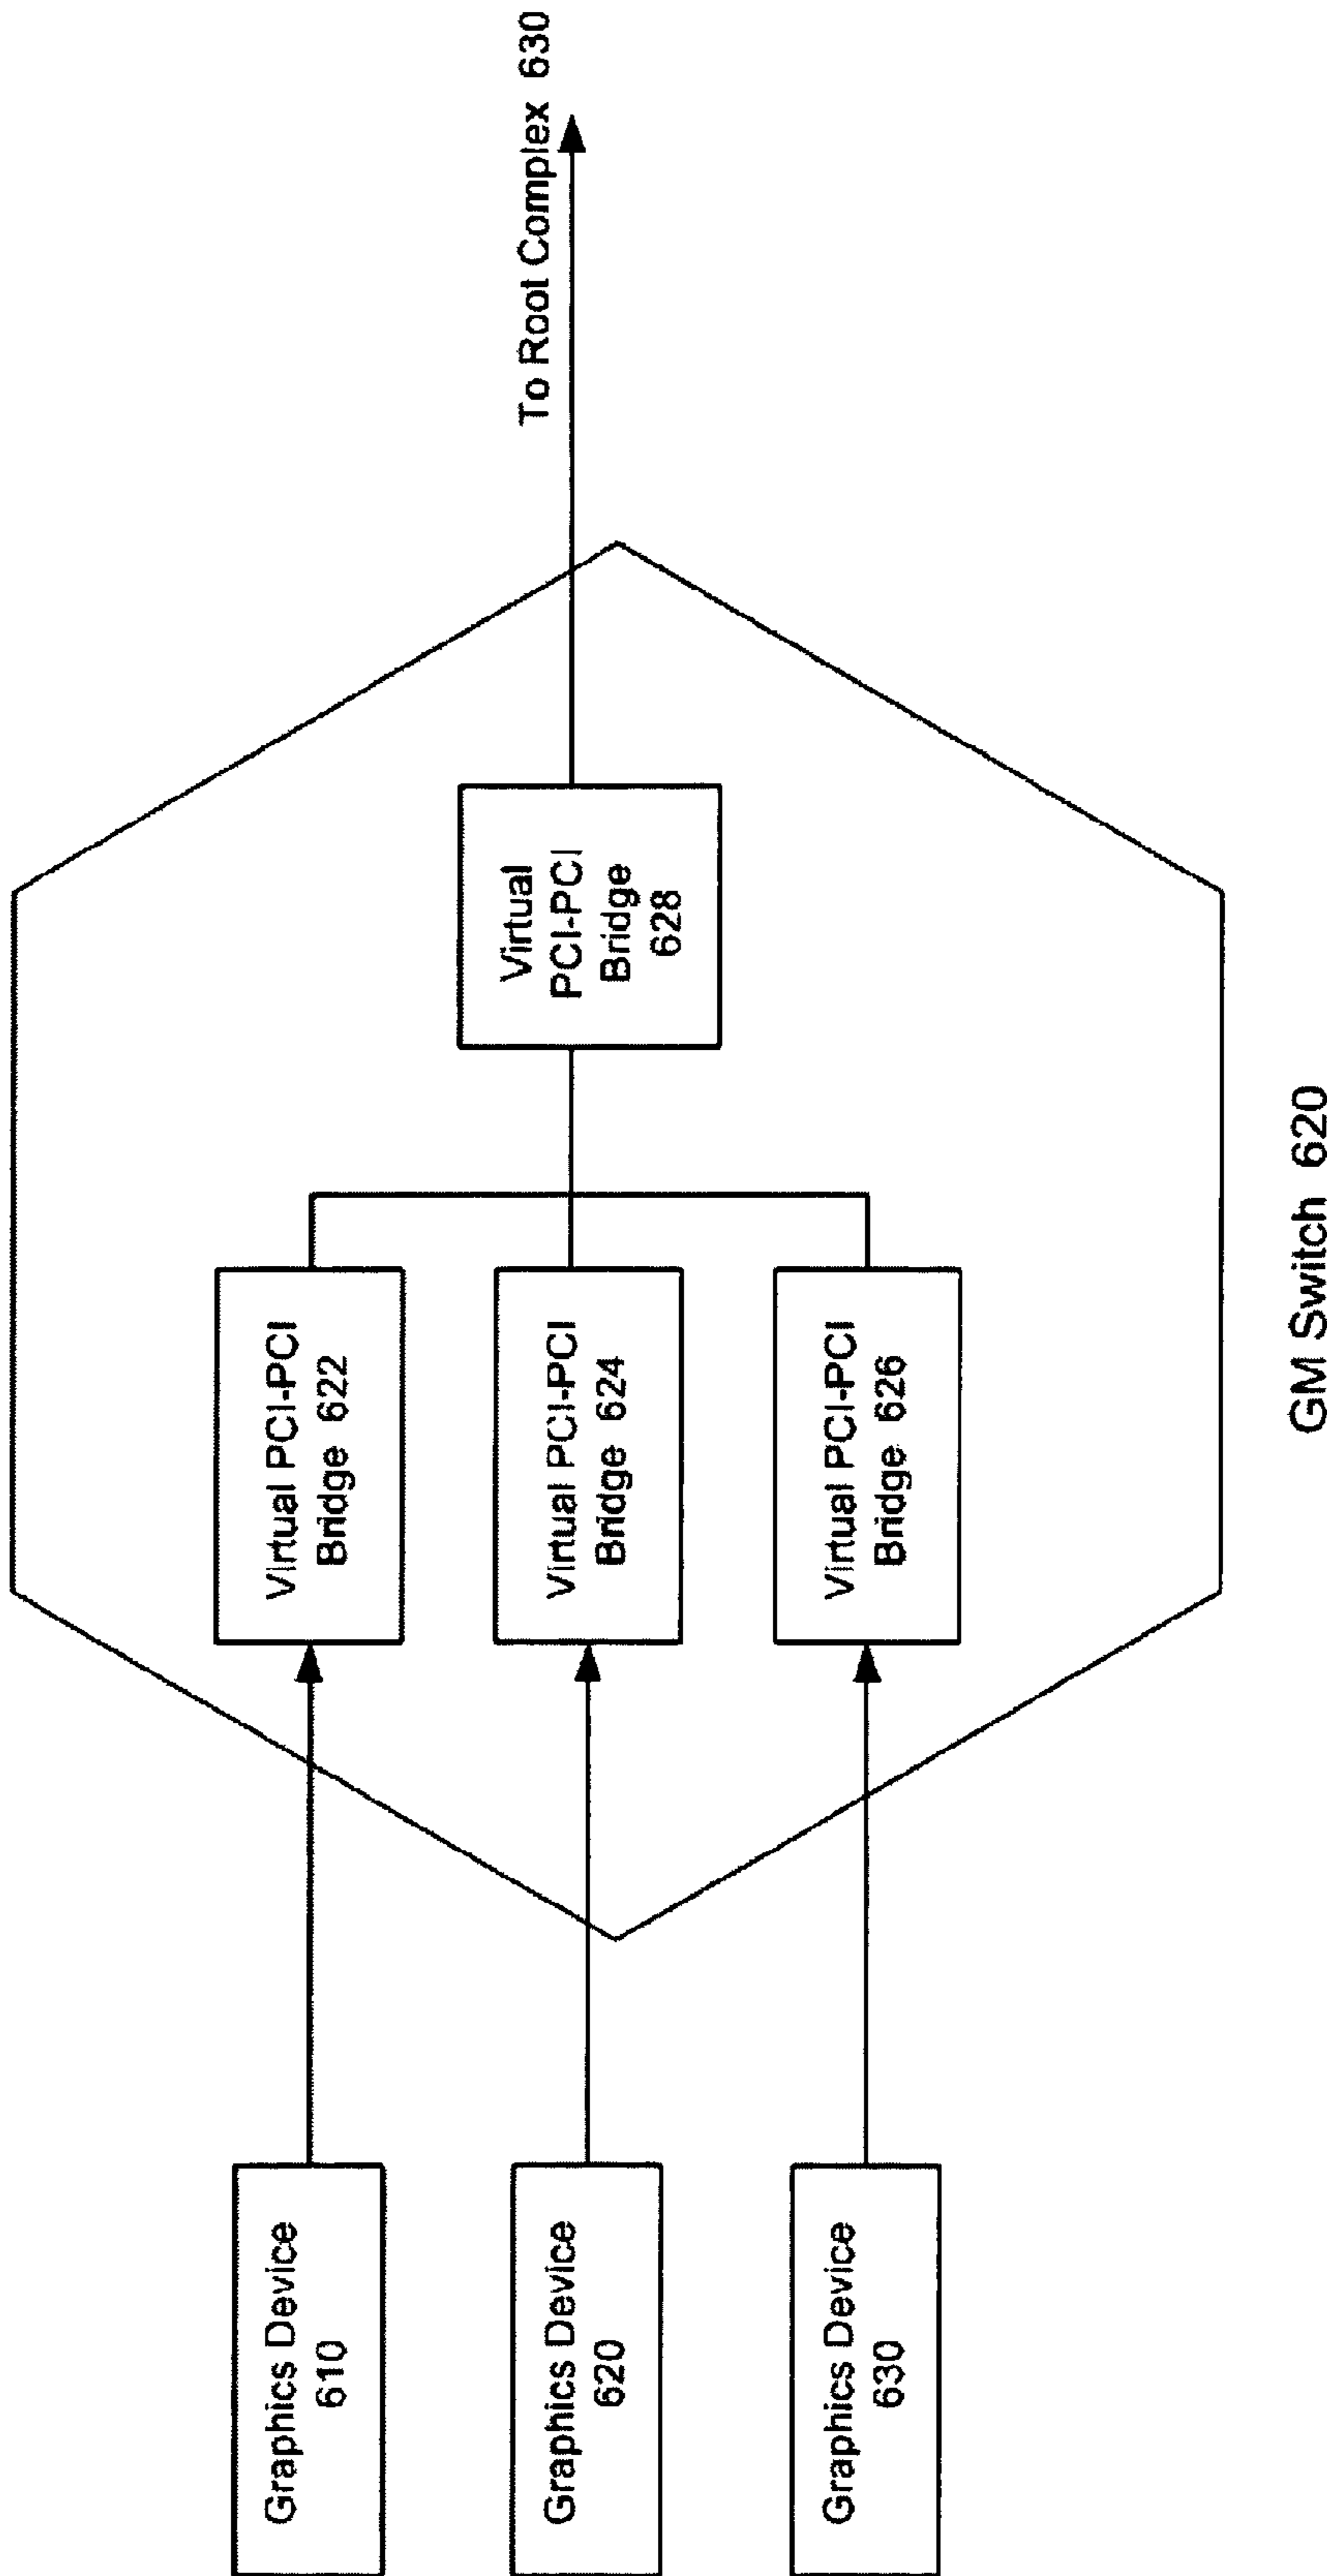 Graphics Device
610
Graphics Device
620
Graphics Device
630
Virtual PCI-PCI
Bridge 622
Virtual PCI-PCI
Bridge 624
Virtual PCI-PCI
Bridge 626
Virtual
PCI-PCI
Bridge
628
To Root Complex 630
GM Switch 620